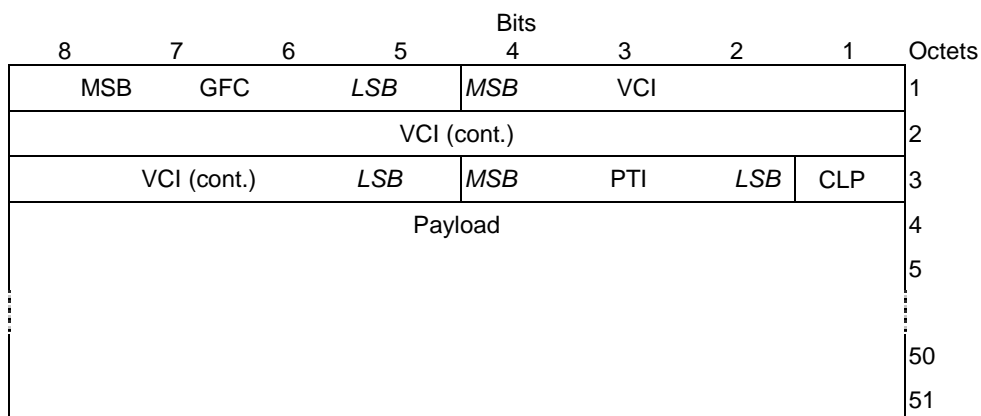 Bits
8 7 6 5 4 3 2 1 Octets
MSB GFC LSB MSB VCI 1
VCI (cont.) 2
VCI (cont.) LSB MSB PTI LSB CLP 3
Payload 4
5
50
51